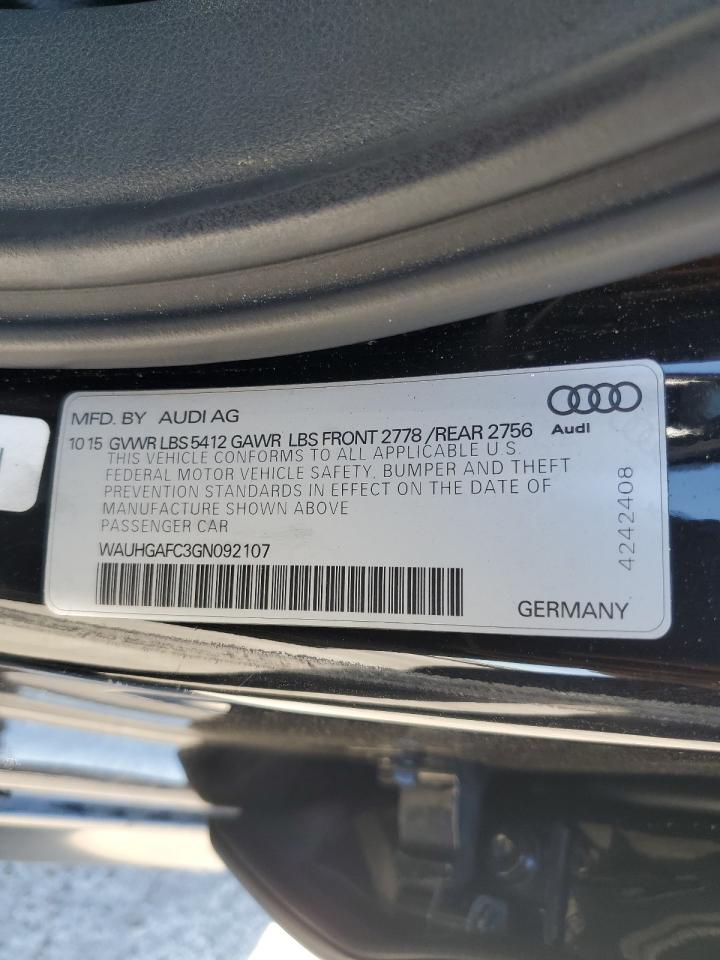 MFD. BY AUDI AG
10 15 GVWR LBS 5412 GAWR LBS FRONT 2778 /REAR 2756
Audi
THIS VEHICLE CONFORMS TO ALL APPLICABLE U.S.
FEDERAL MOTOR VEHICLE SAFETY, BUMPER AND THEFT
PREVENTION STANDARDS IN EFFECT ON THE DATE OF
MANUFACTURE SHOWN ABOVE
PASSENGER CAR
WAUHGAFC3GN092107
GERMANY
4242408